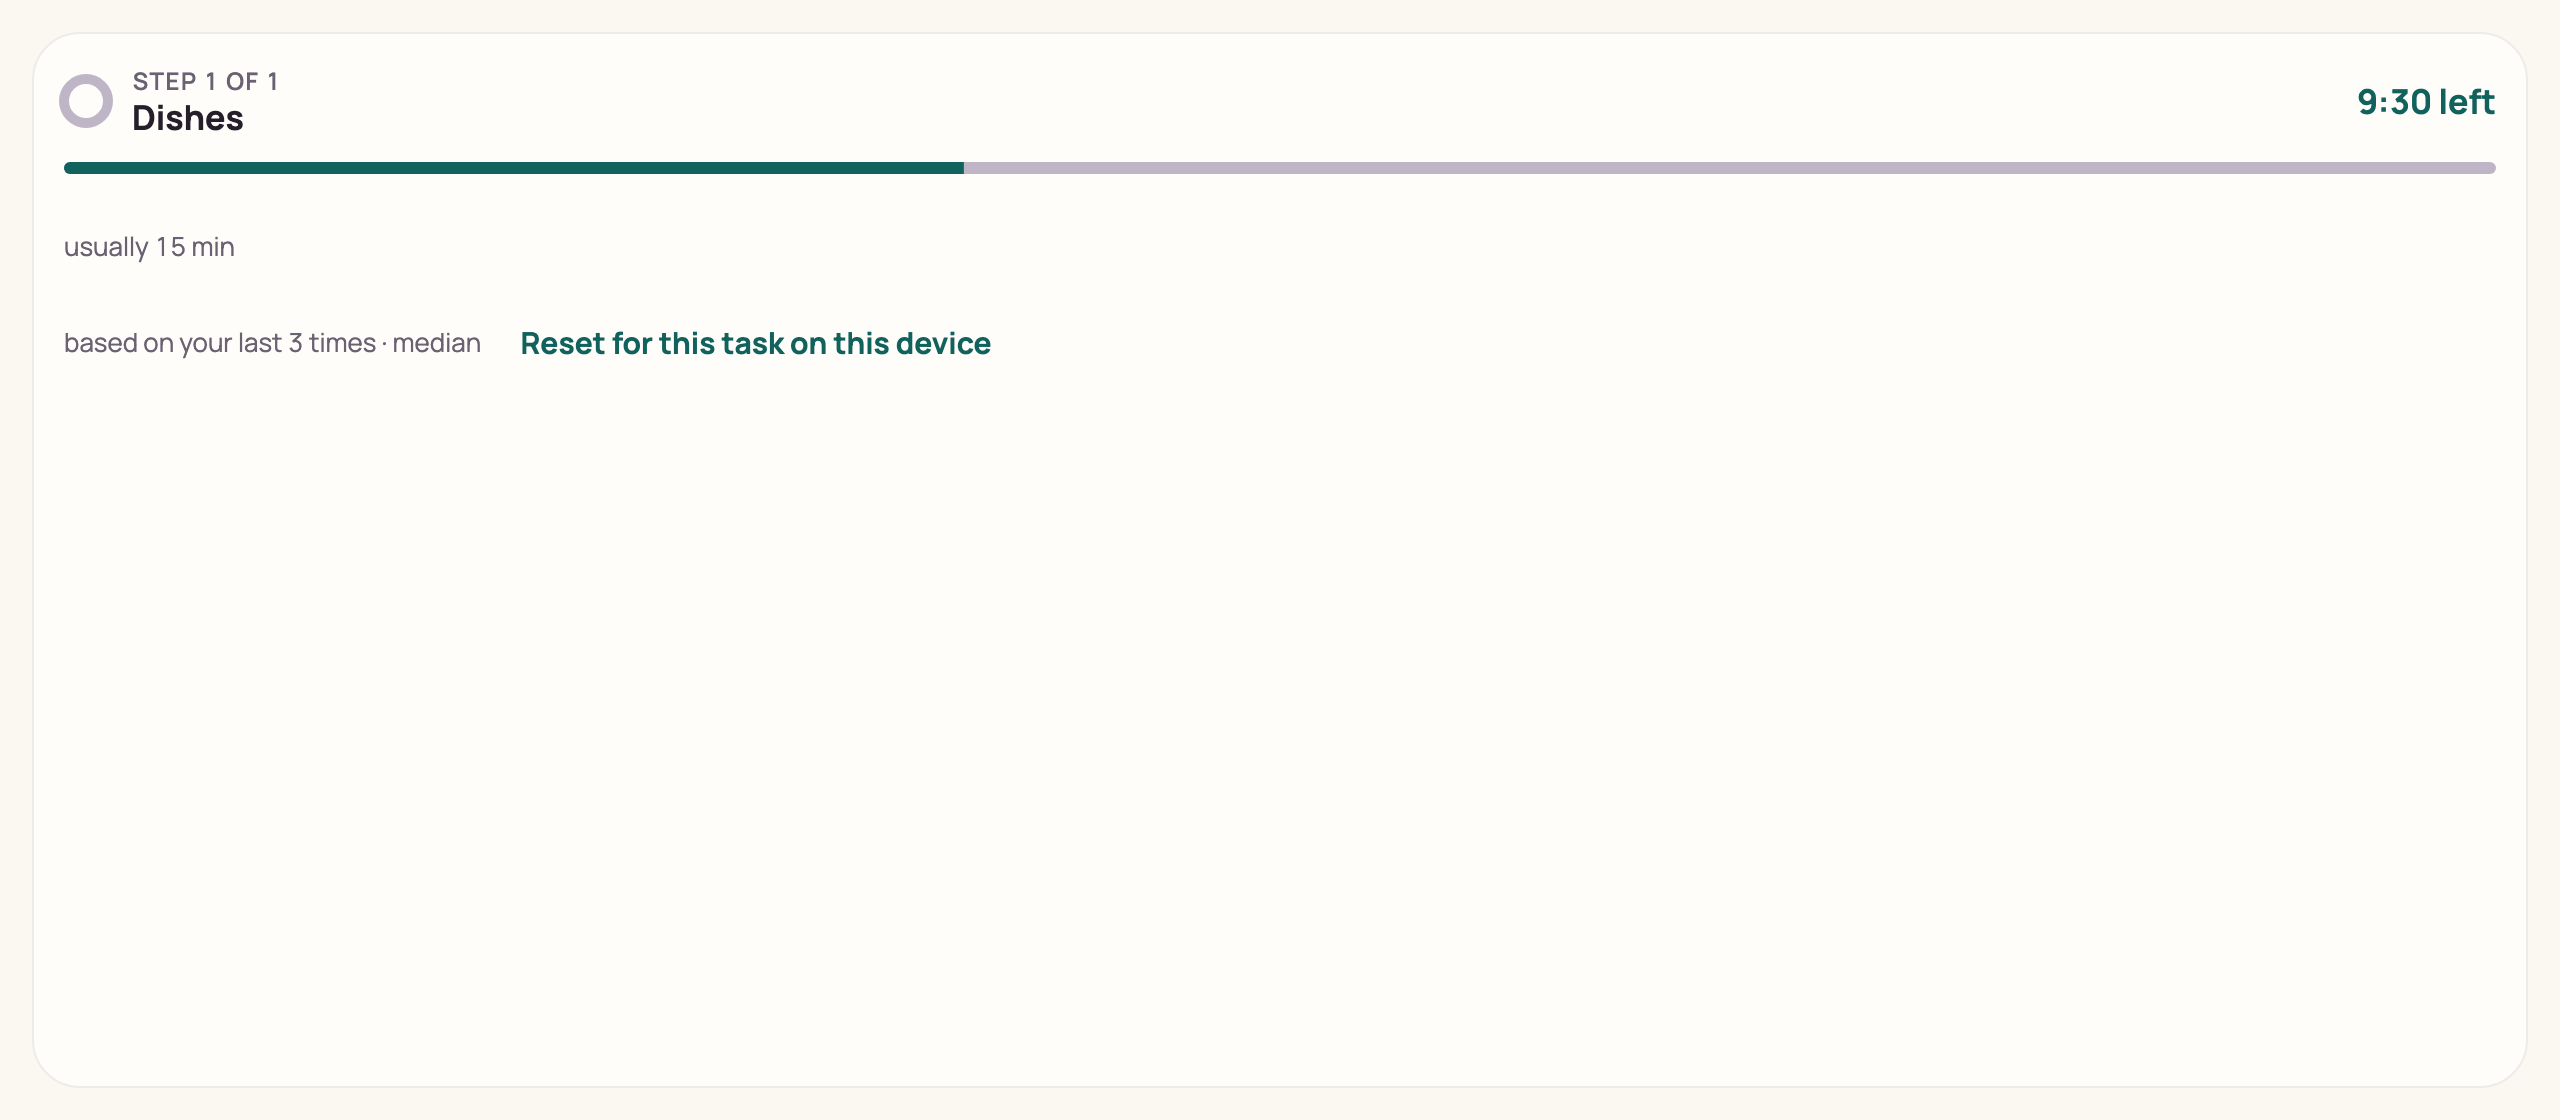 STEP 1 OF 1
Dishes
9:30 left
usually 15 min
based on your last 3 times · median
Reset for this task on this device